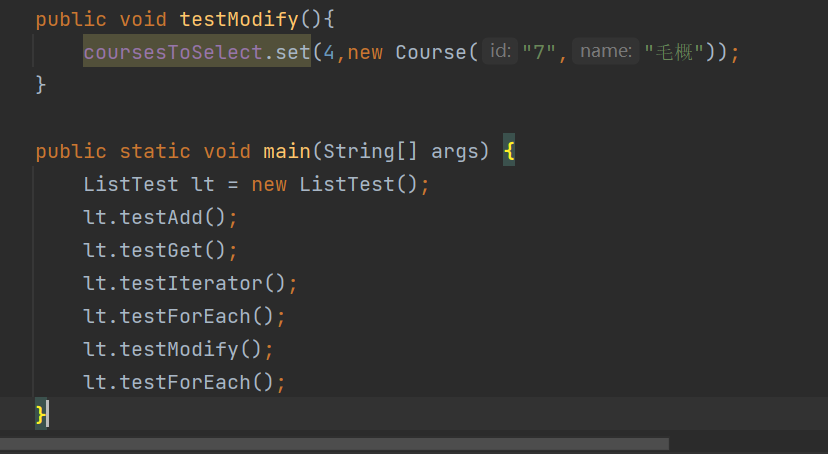 public void testModify(){
coursesToSelect.set(4,new Course( id: "7", name: "毛概"));
}
public static void main(String[] args) {
ListTest lt = new ListTest();
lt.testAdd();
lt.testGet();
lt.testIterator();
lt.testForEach();
lt.testModify();
lt.testForEach();
}